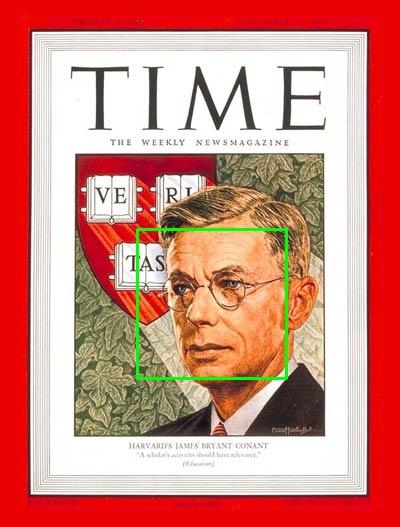 TIME
THE WEEKLY NEWSMAGAZINE
VE RI
TAS
HARVARD'S JAMES BRYANT CONANT
"A scholar's activities should have relevance."
(Education)